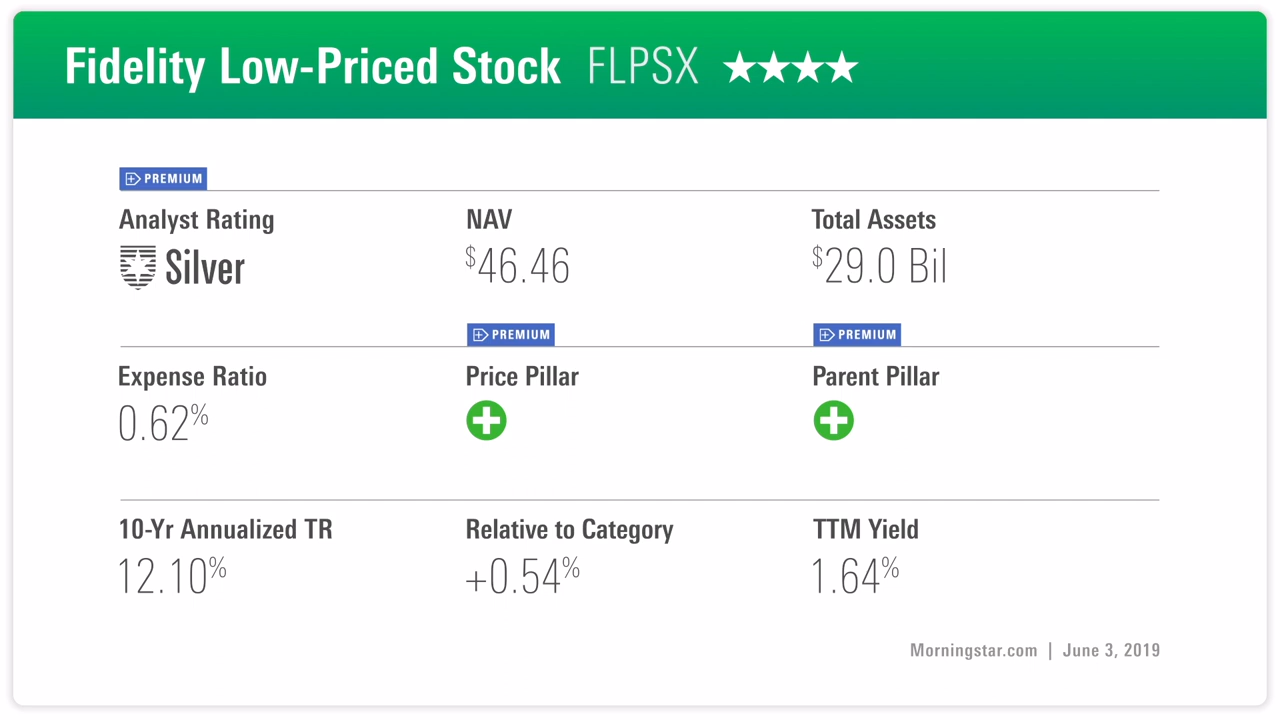 Fidelity Low-Priced Stock FLPSX ★★★★
PREMIUM
Analyst Rating NAV Total Assets
Silver $46.46 $29.0 Bil
PREMIUM PREMIUM
Expense Ratio Price Pillar Parent Pillar
0.62%
10-Yr Annualized TR Relative to Category TTM Yield
12.10% +0.54% 1.64%
Morningstar.com | June 3, 2019